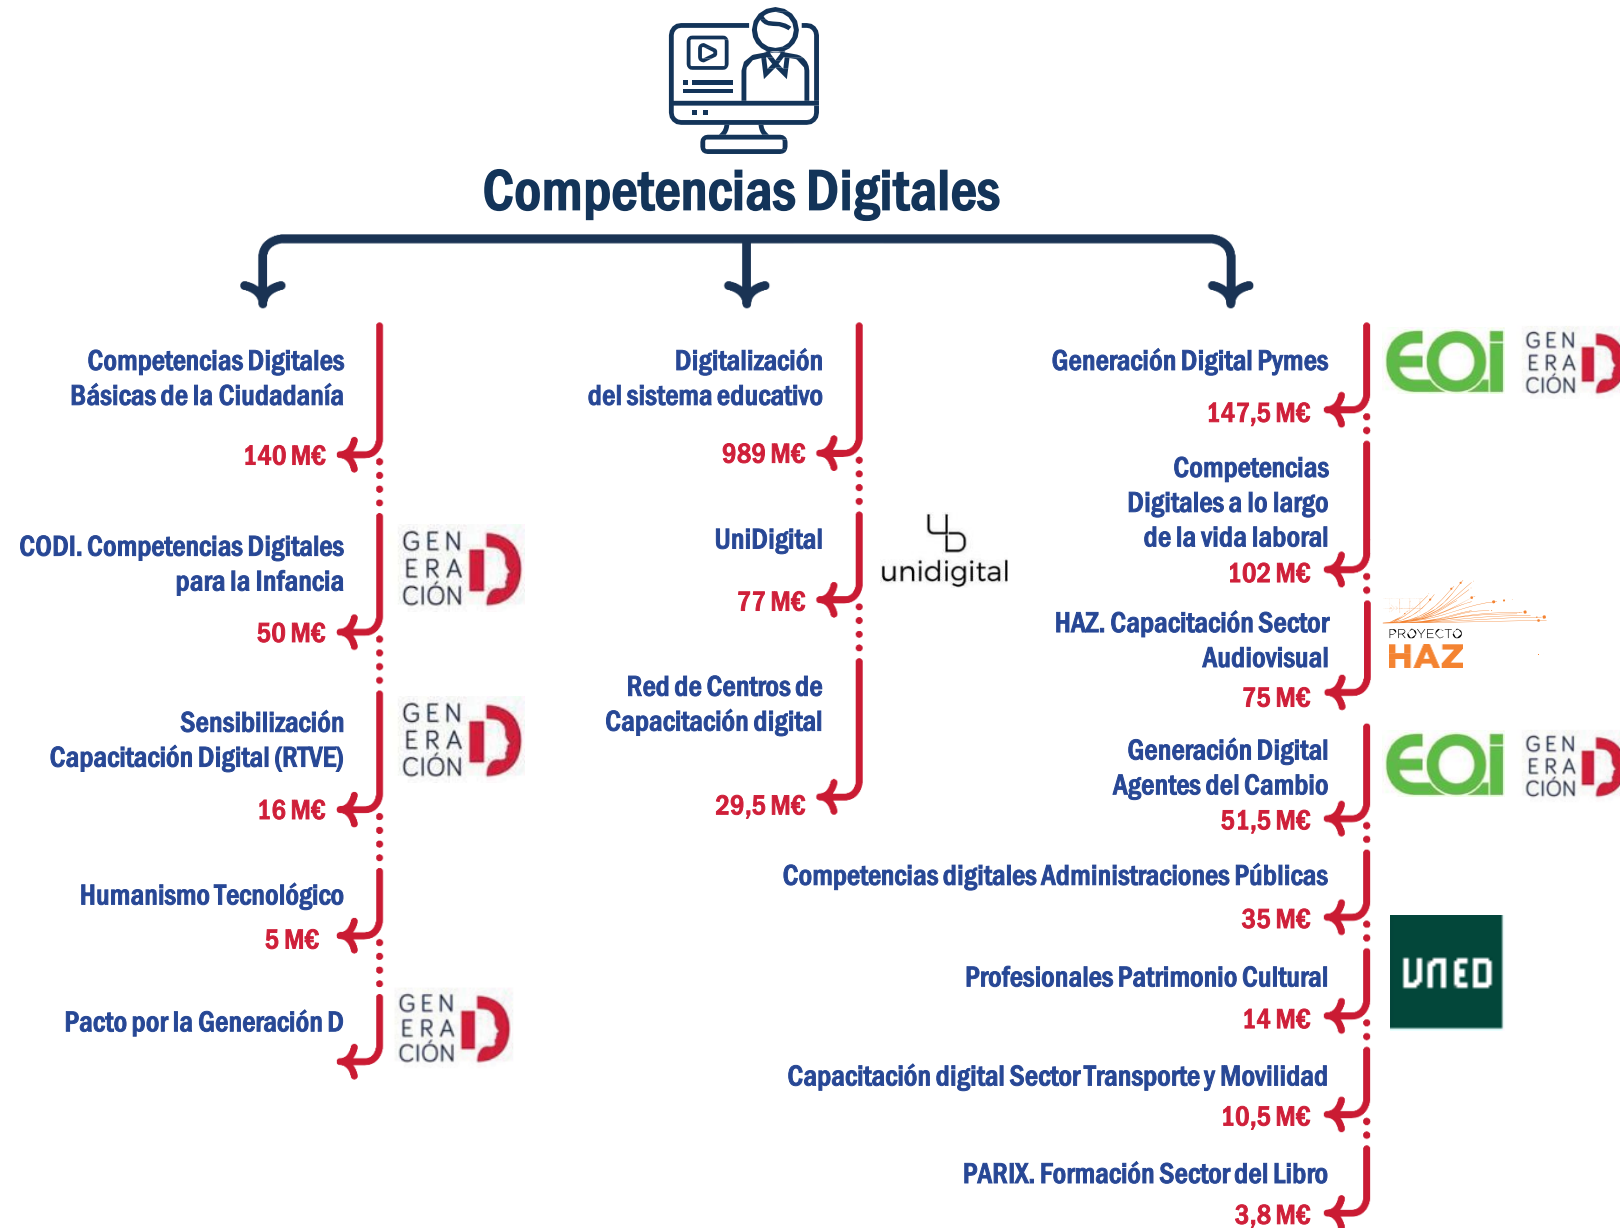 Competencias Digitales
Competencias Digitales
Básicas de la Ciudadanía
140 M€
CODI. Competencias Digitales
para la Infancia
50 M€
GEN
ERA
CIÓN
D
Sensibilización
Capacitación Digital (RTVE)
16 M€
GEN
ERA
CIÓN
D
Humanismo Tecnológico
5 M€
Pacto por la Generación D
GEN
ERA
CIÓN
D
Digitalización
del sistema educativo
989 M€
UniDigital
77 M€
unidigital
Red de Centros de
Capacitación digital
29,5 M€
Generación Digital Pymes
147,5 M€
EOi
GEN
ERA
CIÓN
D
Competencias
Digitales a lo largo
de la vida laboral
102 M€
HAZ. Capacitación Sector
Audiovisual
75 M€
PROYECTO
HAZ
Generación Digital
Agentes del Cambio
51,5 M€
EOi
GEN
ERA
CIÓN
D
Competencias digitales Administraciones Públicas
35 M€
Profesionales Patrimonio Cultural
14 M€
UNED
Capacitación digital Sector Transporte y Movilidad
10,5 M€
PARIX. Formación Sector del Libro
3,8 M€